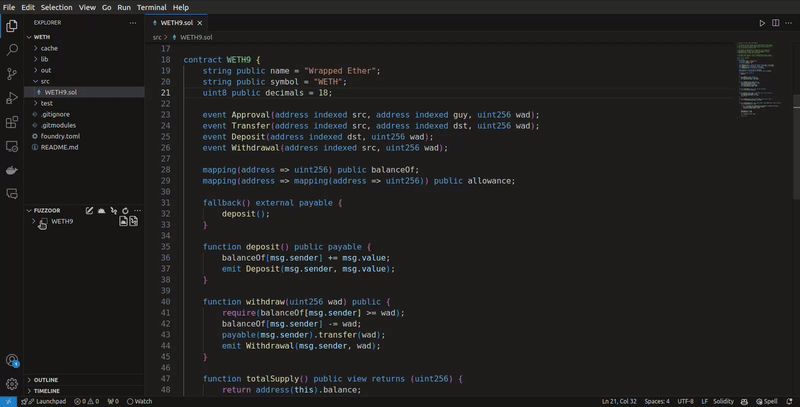 File Edit Selection View Go Run Terminal Help
EXPLORER
WETH
cache
lib
out
src
WETH9.sol
test
.gitignore
.gitmodules
foundry.toml
README.md
FUZZOOR
WETH9
OUTLINE
TIMELINE
WETH9.sol
src > WETH9.sol
17
18 contract WETH9 {
19 string public name = "Wrapped Ether";
20 string public symbol = "WETH";
21 uint8 public decimals = 18;
22
23 event Approval(address indexed src, address indexed guy, uint256 wad);
24 event Transfer(address indexed src, address indexed dst, uint256 wad);
25 event Deposit(address indexed dst, uint256 wad);
26 event Withdrawal(address indexed src, uint256 wad);
27
28 mapping(address => uint256) public balanceOf;
29 mapping(address => mapping(address => uint256)) public allowance;
30
31 fallback() external payable {
32 deposit();
33 }
34
35 function deposit() public payable {
36 balanceOf[msg.sender] += msg.value;
37 emit Deposit(msg.sender, msg.value);
38 }
39
40 function withdraw(uint256 wad) public {
41 require(balanceOf[msg.sender] >= wad);
42 balanceOf[msg.sender] -= wad;
43 payable(msg.sender).transfer(wad);
44 emit Withdrawal(msg.sender, wad);
45 }
46
47 function totalSupply() public view returns (uint256) {
48 return address(this).balance;
Launchpad 0 0 0 Watch Ln 21, Col 32 Spaces: 4 UTF-8 LF Solidity Spell